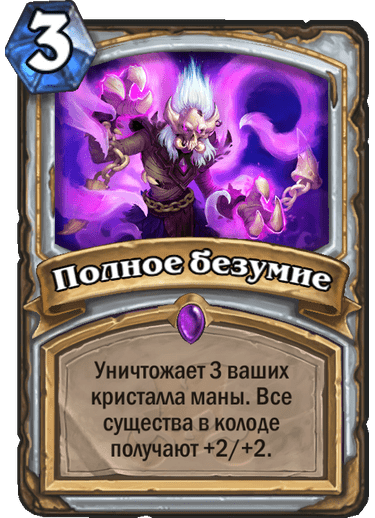 3
Полное безумие
Уничтожает 3 ваших
кристалла маны. Все
существа в колоде
получают +2/+2.